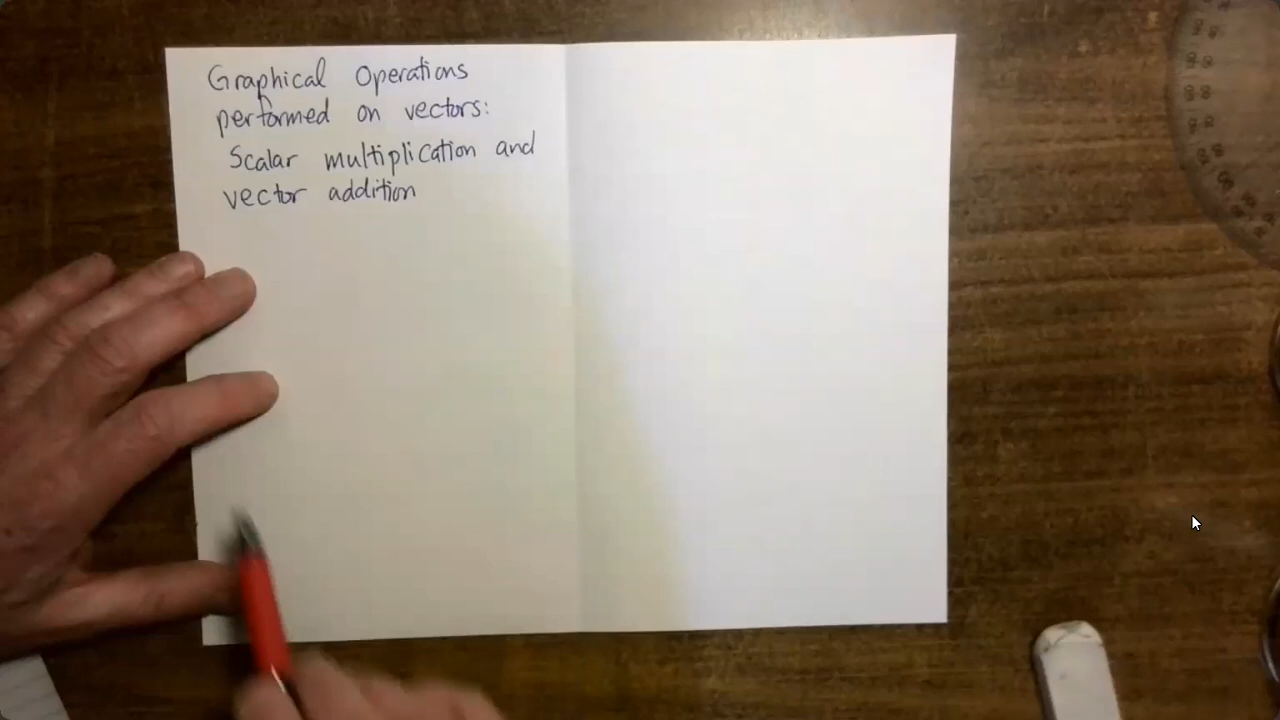 Graphical Operations
performed on vectors:
Scalar multiplication and
vector addition